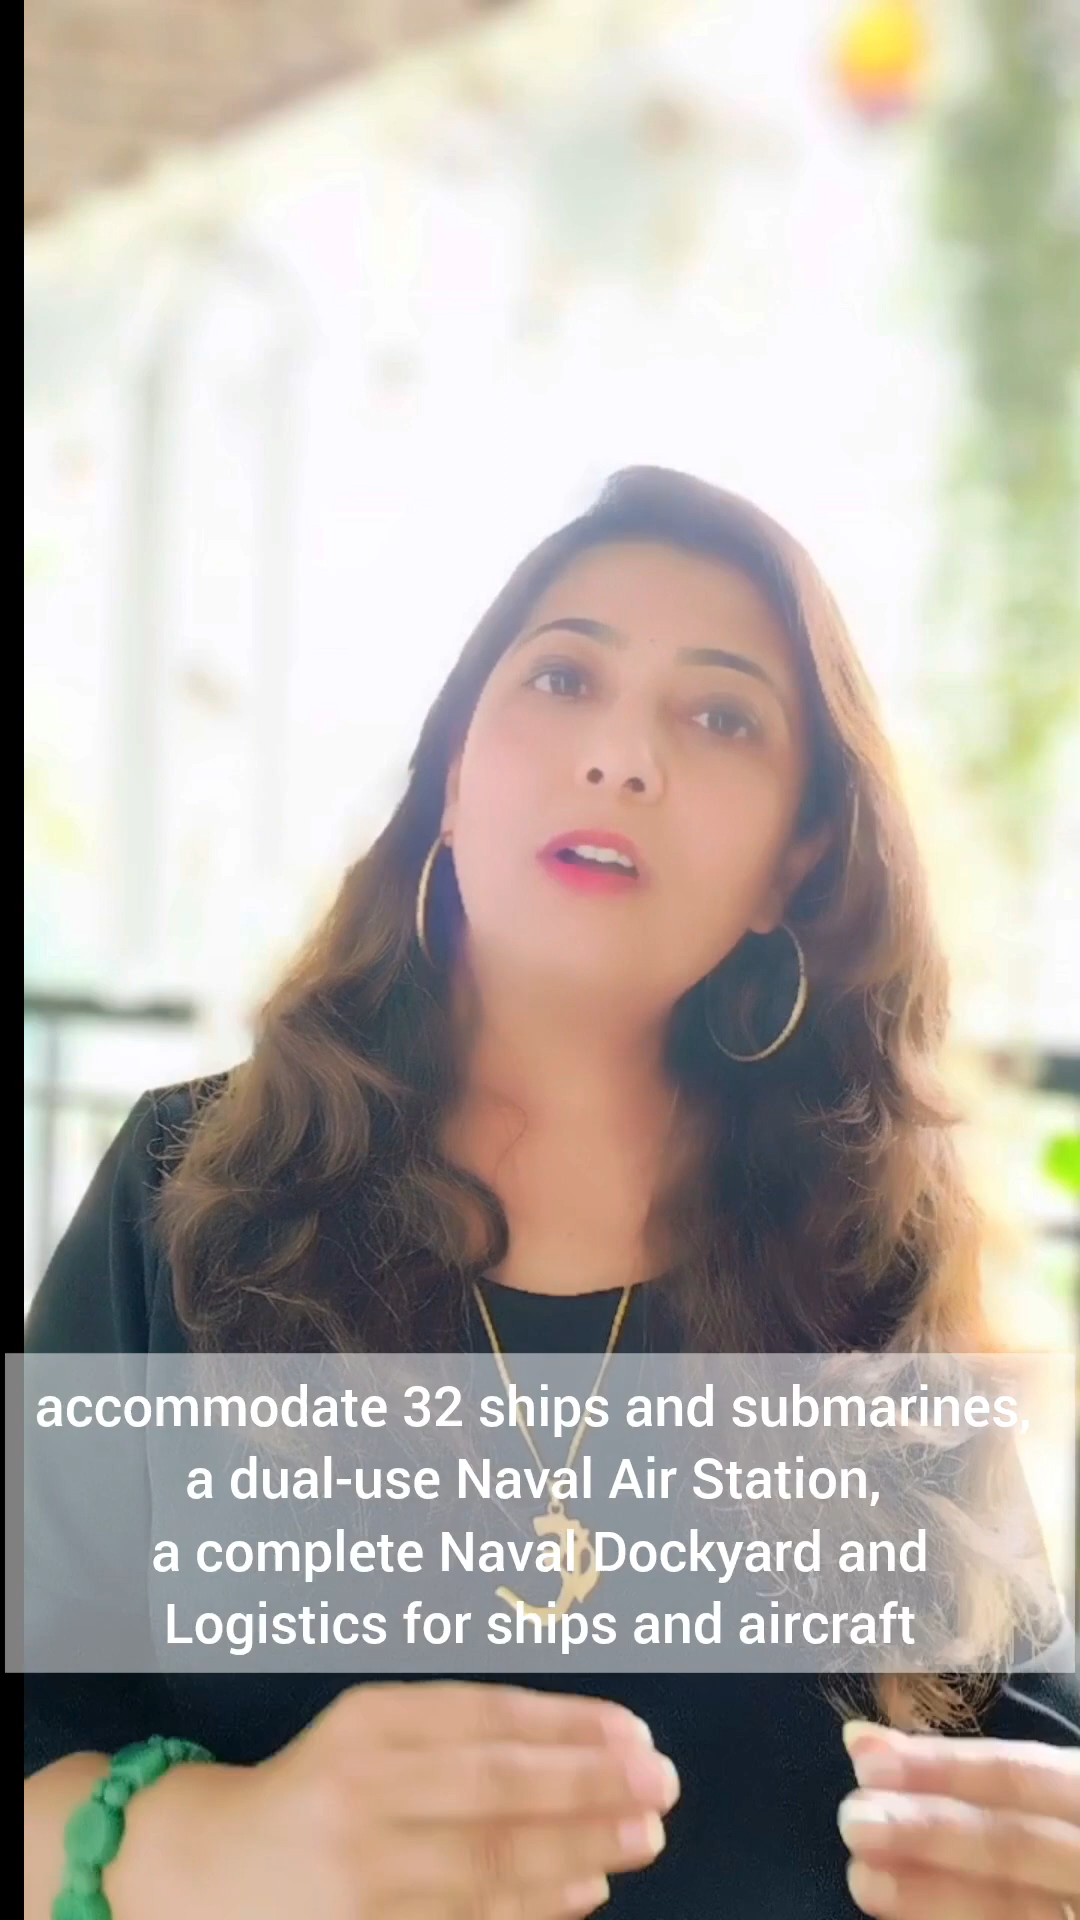 accommodate 32 ships and submarines,
a dual-use Naval Air Station,
a complete Naval Dockyard and
Logistics for ships and aircraft